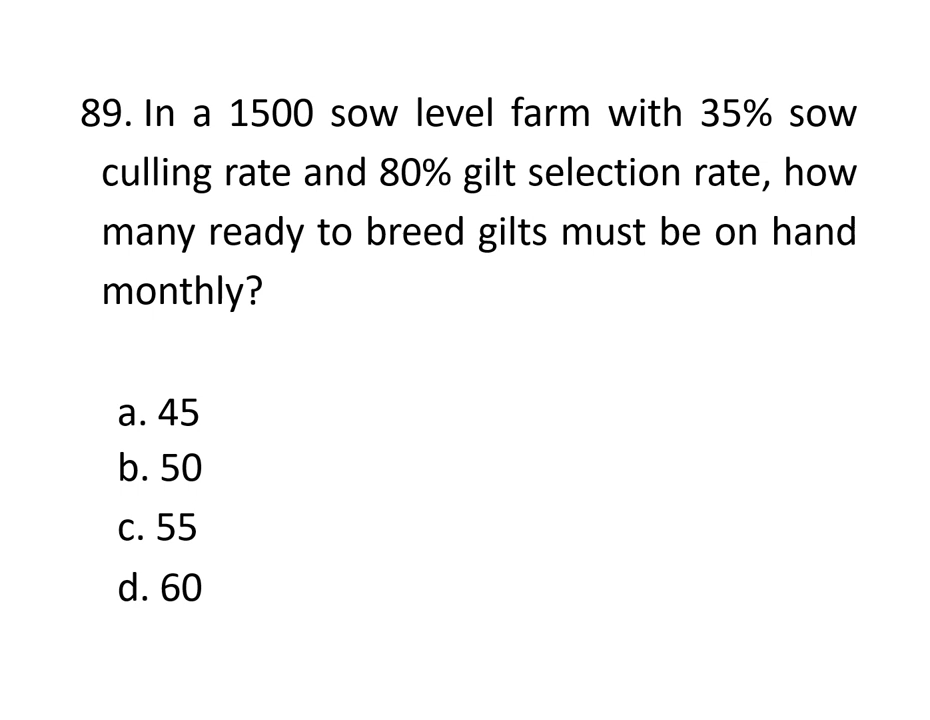 89. In a 1500 sow level farm with 35% sow
culling rate and 80% gilt selection rate, how
many ready to breed gilts must be on hand
monthly?
a. 45
b. 50
c. 55
d. 60